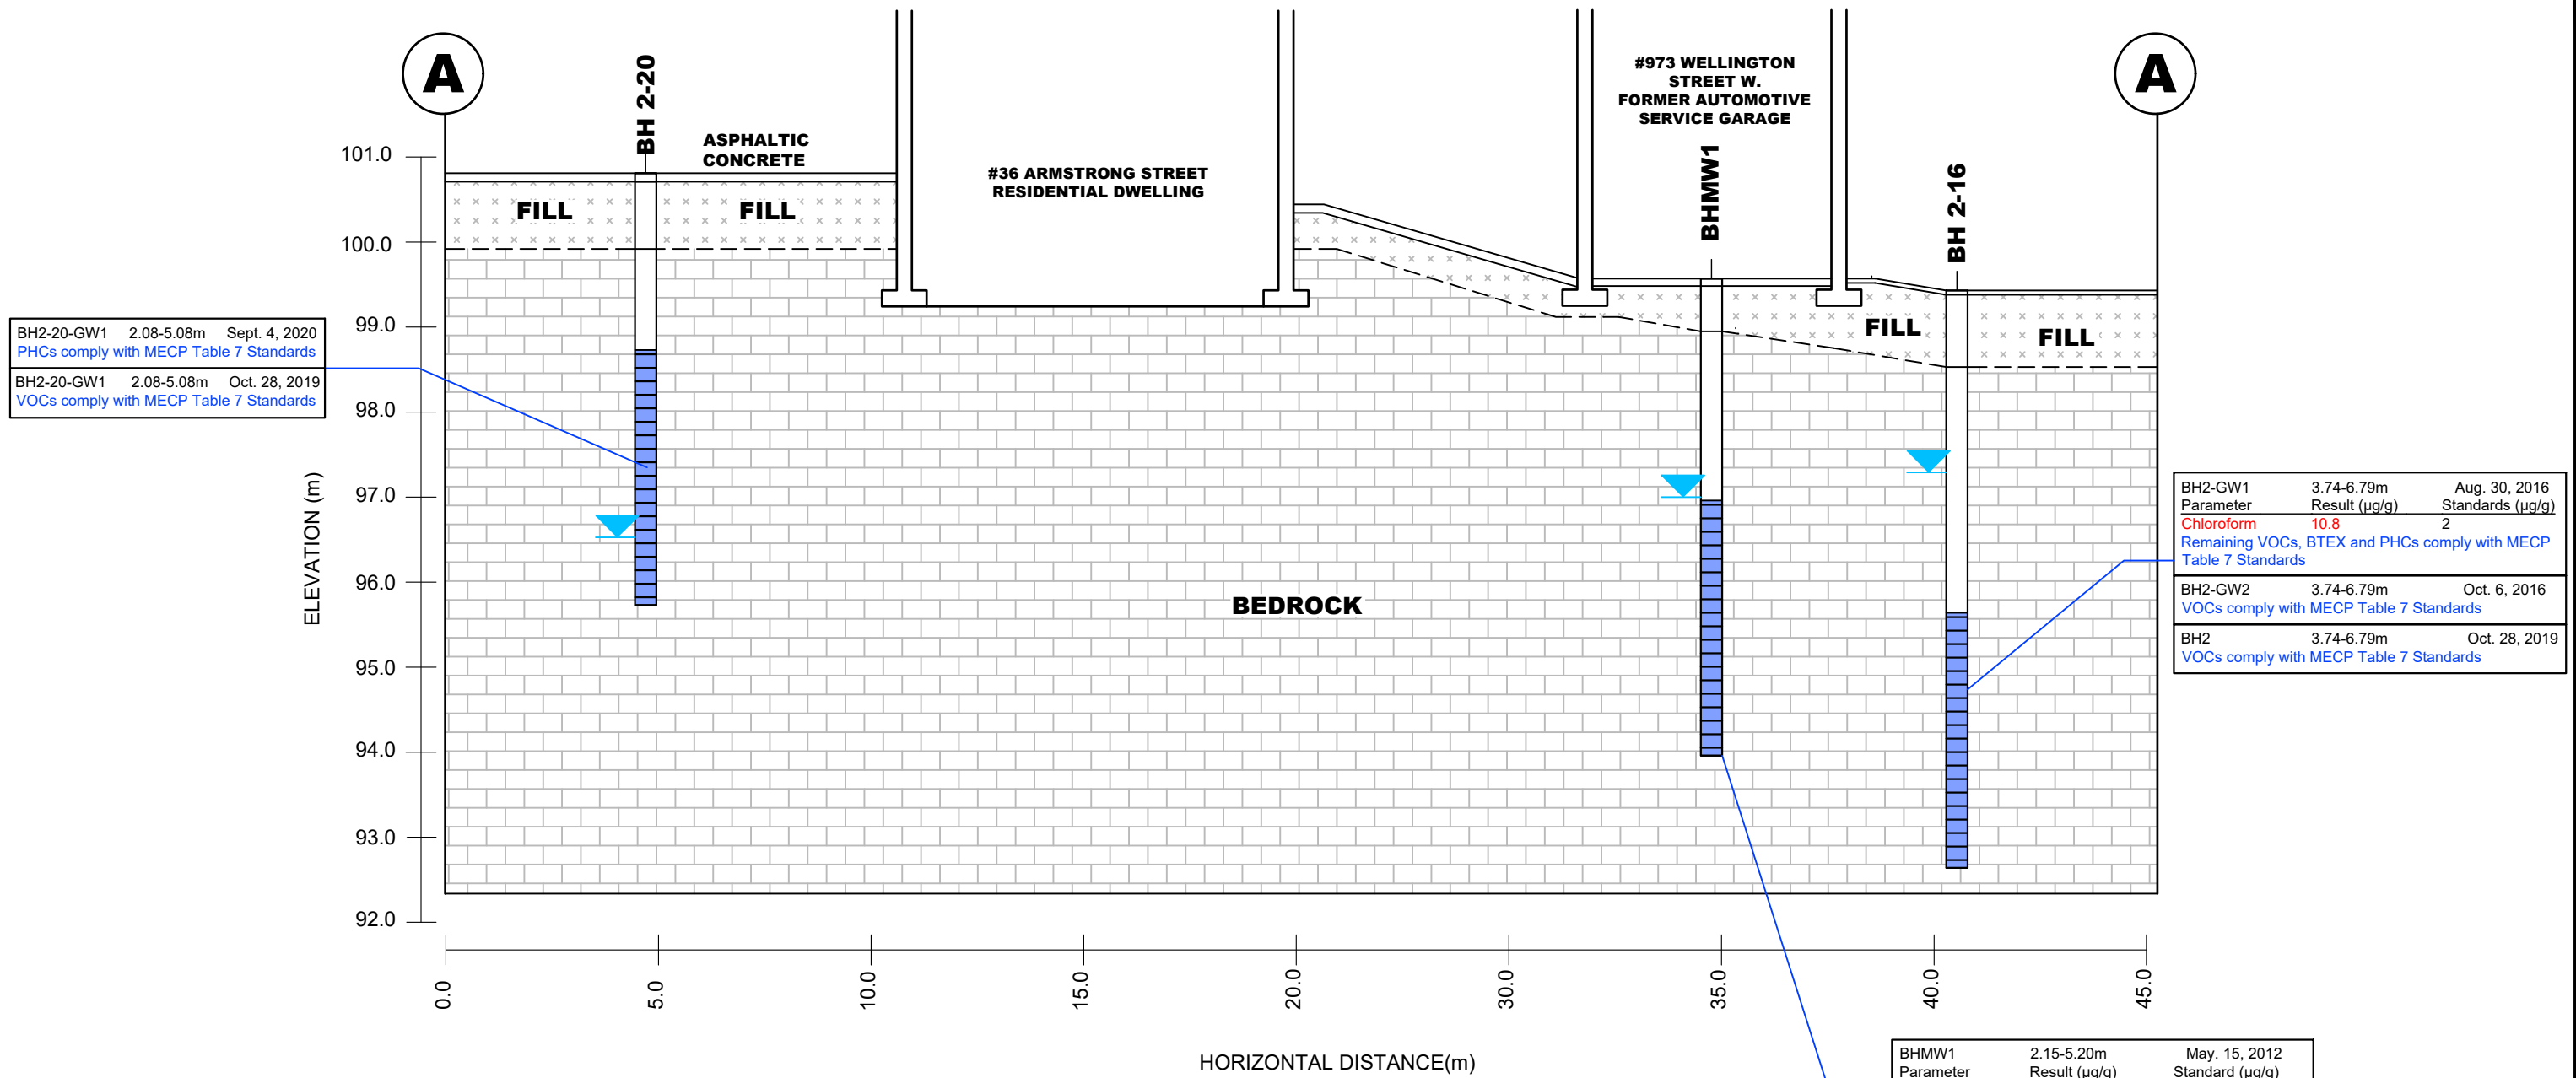 A
A
BH 2-20
ASPHALTIC
CONCRETE
#36 ARMSTRONG STREET
RESIDENTIAL DWELLING
#973 WELLINGTON
STREET W.
FORMER AUTOMOTIVE
SERVICE GARAGE
BHMW1
BH 2-16
101.0
100.0
99.0
98.0
97.0
96.0
95.0
94.0
93.0
92.0
ELEVATION (m)
FILL
FILL
FILL
FILL
BEDROCK
BH2-20-GW1 2.08-5.08m Sept. 4, 2020
PHCs comply with MECP Table 7 Standards
BH2-20-GW1 2.08-5.08m Oct. 28, 2019
VOCs comply with MECP Table 7 Standards
BH2-GW1 3.74-6.79m Aug. 30, 2016
Parameter Result (µg/g) Standards (µg/g)
Chloroform 10.8 2
Remaining VOCs, BTEX and PHCs comply with MECP
Table 7 Standards
BH2-GW2 3.74-6.79m Oct. 6, 2016
VOCs comply with MECP Table 7 Standards
BH2 3.74-6.79m Oct. 28, 2019
VOCs comply with MECP Table 7 Standards
0.0 5.0 10.0 15.0 20.0 30.0 35.0 40.0 45.0
HORIZONTAL DISTANCE(m)
BHMW1 2.15-5.20m May. 15, 2012
Parameter Result (µg/g) Standard (µg/g)